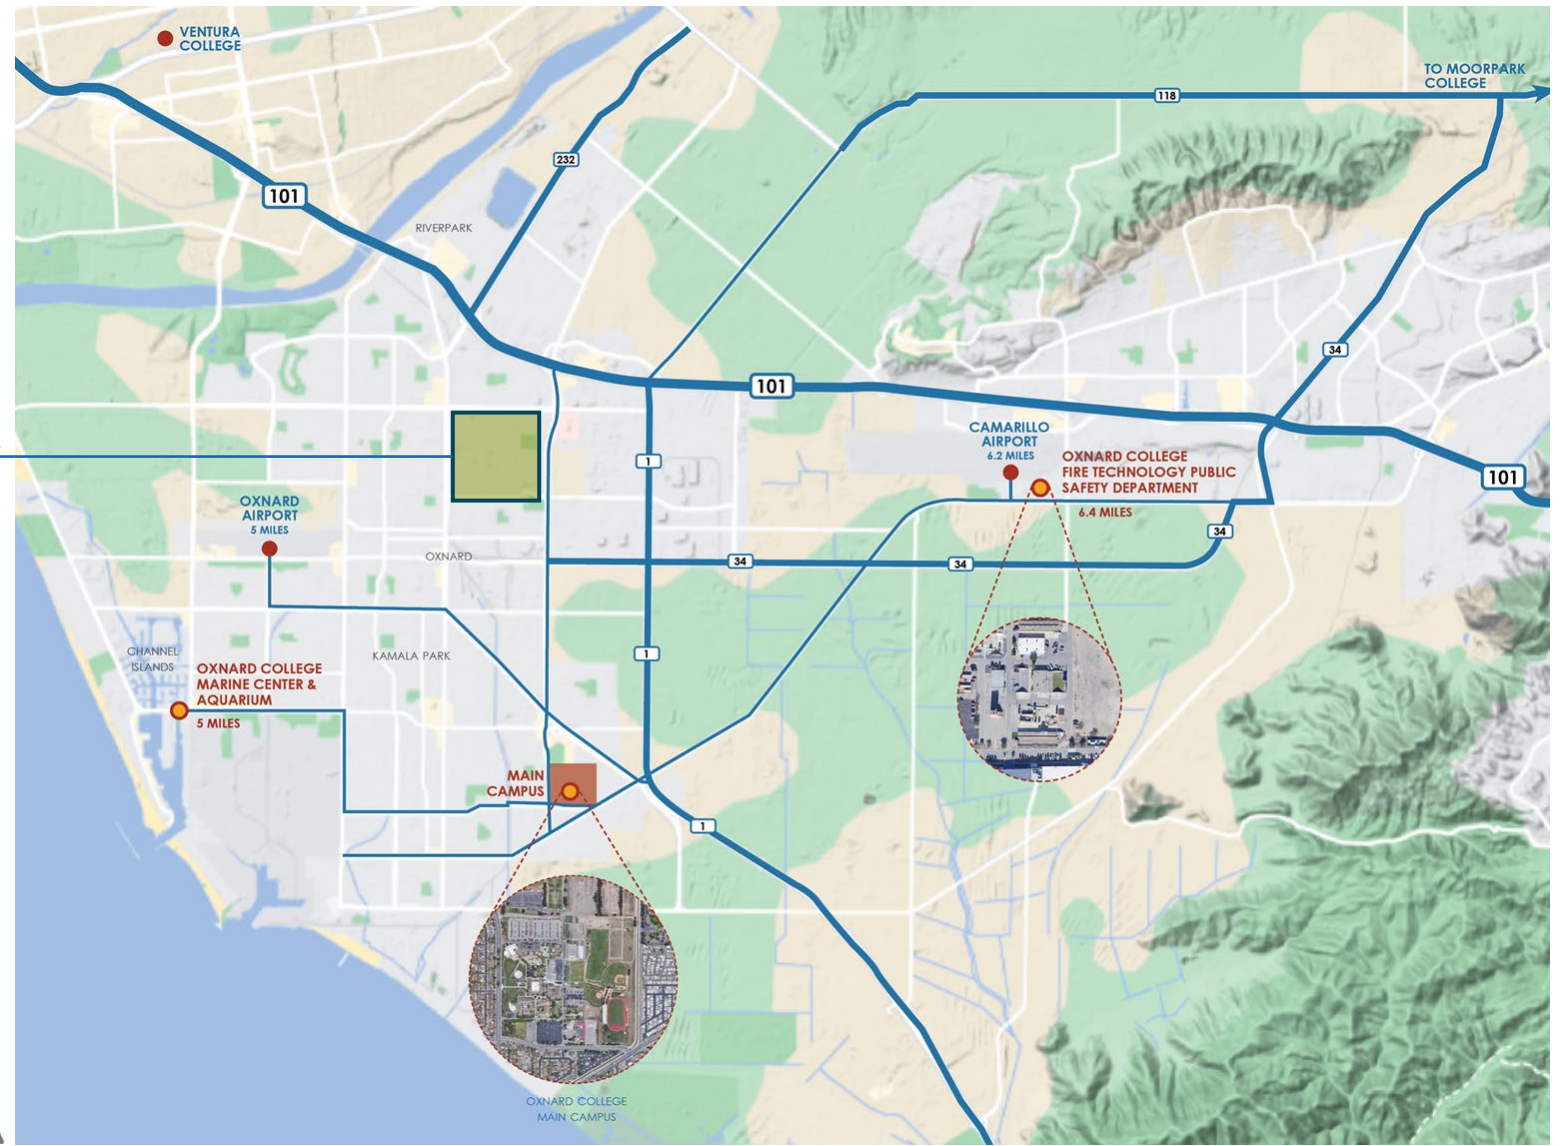 VENTURA
COLLEGE
TO MOORPARK
COLLEGE
118
232
101
RIVERPARK
34
101
1
CAMARILLO
AIRPORT
6.2 MILES
OXNARD COLLEGE
FIRE TECHNOLOGY PUBLIC
SAFETY DEPARTMENT
6.4 MILES
101
OXNARD
AIRPORT
5 MILES
OXNARD
34
34
34
CHANNEL
ISLANDS
KAMALA PARK
1
OXNARD COLLEGE
MARINE CENTER &
AQUARIUM
5 MILES
MAIN
CAMPUS
1
OXNARD COLLEGE
MAIN CAMPUS